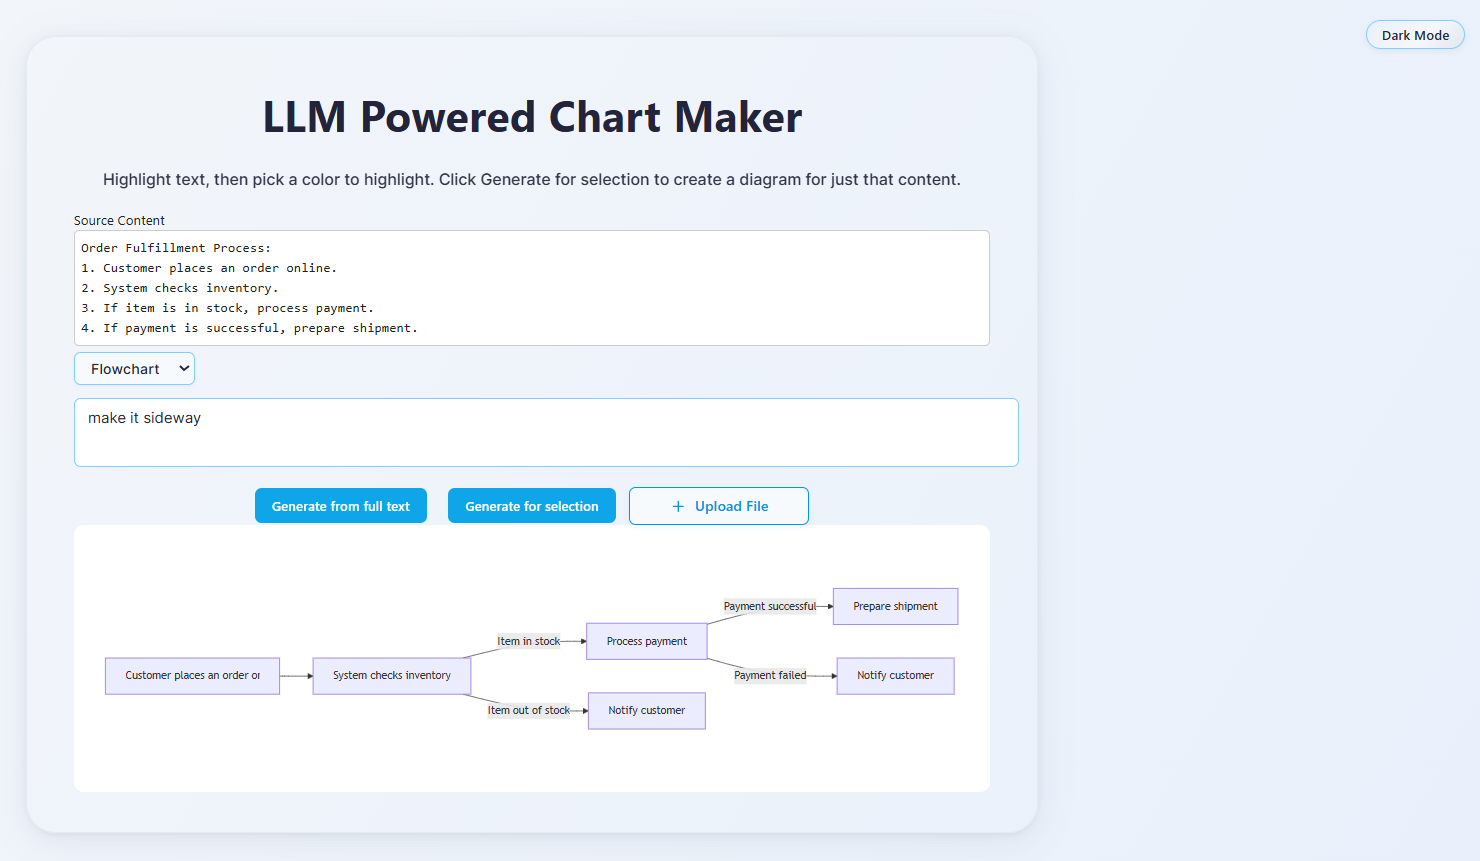 Dark Mode
LLM Powered Chart Maker
Highlight text, then pick a color to highlight. Click Generate for selection to create a diagram for just that content.
Source Content
Order Fulfillment Process:
1. Customer places an order online.
2. System checks inventory.
3. If item is in stock, process payment.
4. If payment is successful, prepare shipment.
Flowchart
make it sideway
Generate from full text
Generate for selection
+ Upload File
Customer places an order or
System checks inventory
Item in stock
Item out of stock
Process payment
Notify customer
Payment successful
Payment failed
Prepare shipment
Notify customer